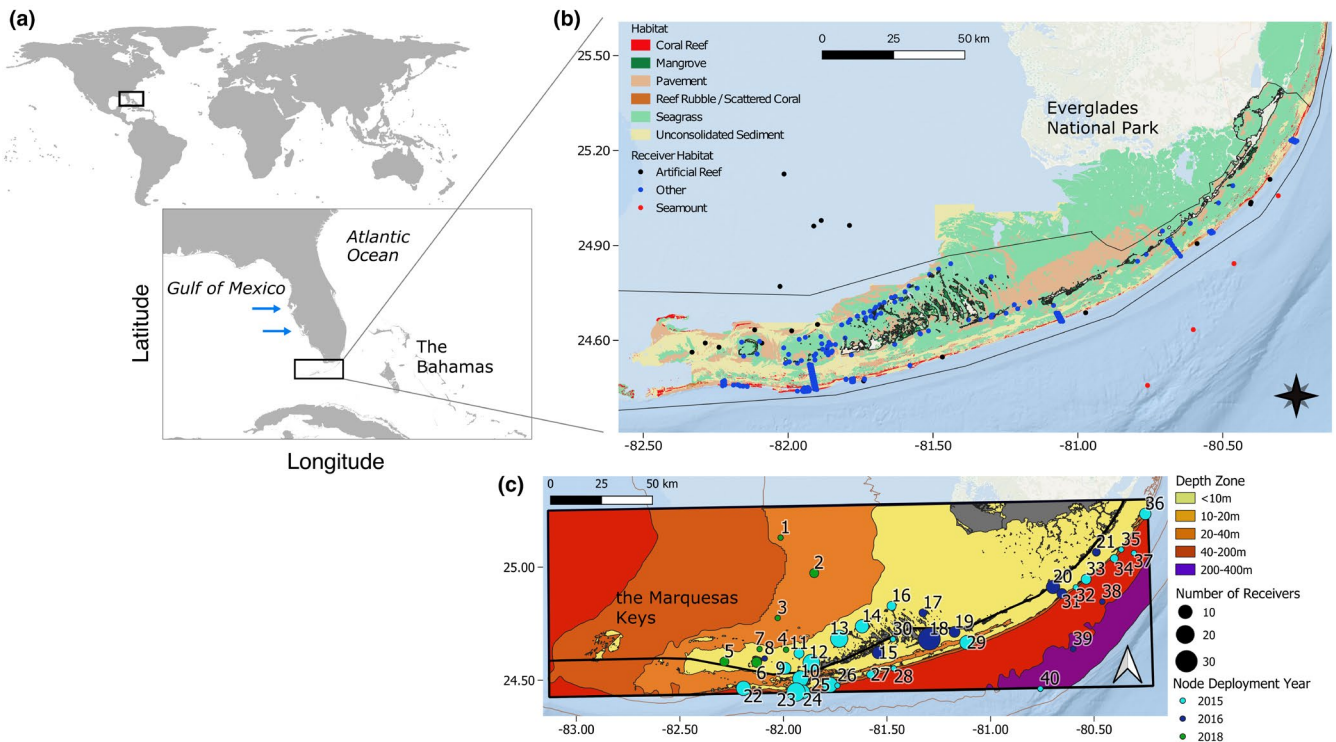 (a)
Atlantic
Ocean
Gulf of Mexico
The
Bahamas
Latitude
Longitude
(b)
Habitat
Coral Reef
Mangrove
Pavement
Reef Rubble / Scattered Coral
Seagrass
Unconsolidated Sediment
Receiver Habitat
Artificial Reef
Other
Seamount
0 25 50 km
Everglades
National Park
25.50
25.20
24.90
24.60
-82.50 -82.00 -81.50 -81.00 -80.50
(c)
0 25 50 km
the Marquesas
Keys
1
2
3
4
5
6
7
8
9
10
11
12
13
14
15
16
17
18
19
20
21
22
23
24
25
26
27
28
29
30
31
32
33
34
35
36
37
38
39
40
25.00
24.50
-83.00 -82.50 -82.00 -81.50 -81.00 -80.50
Depth Zone
<10m
10-20m
20-40m
40-200m
200-400m
Number of Receivers
10
20
30
Node Deployment Year
2015
2016
2018